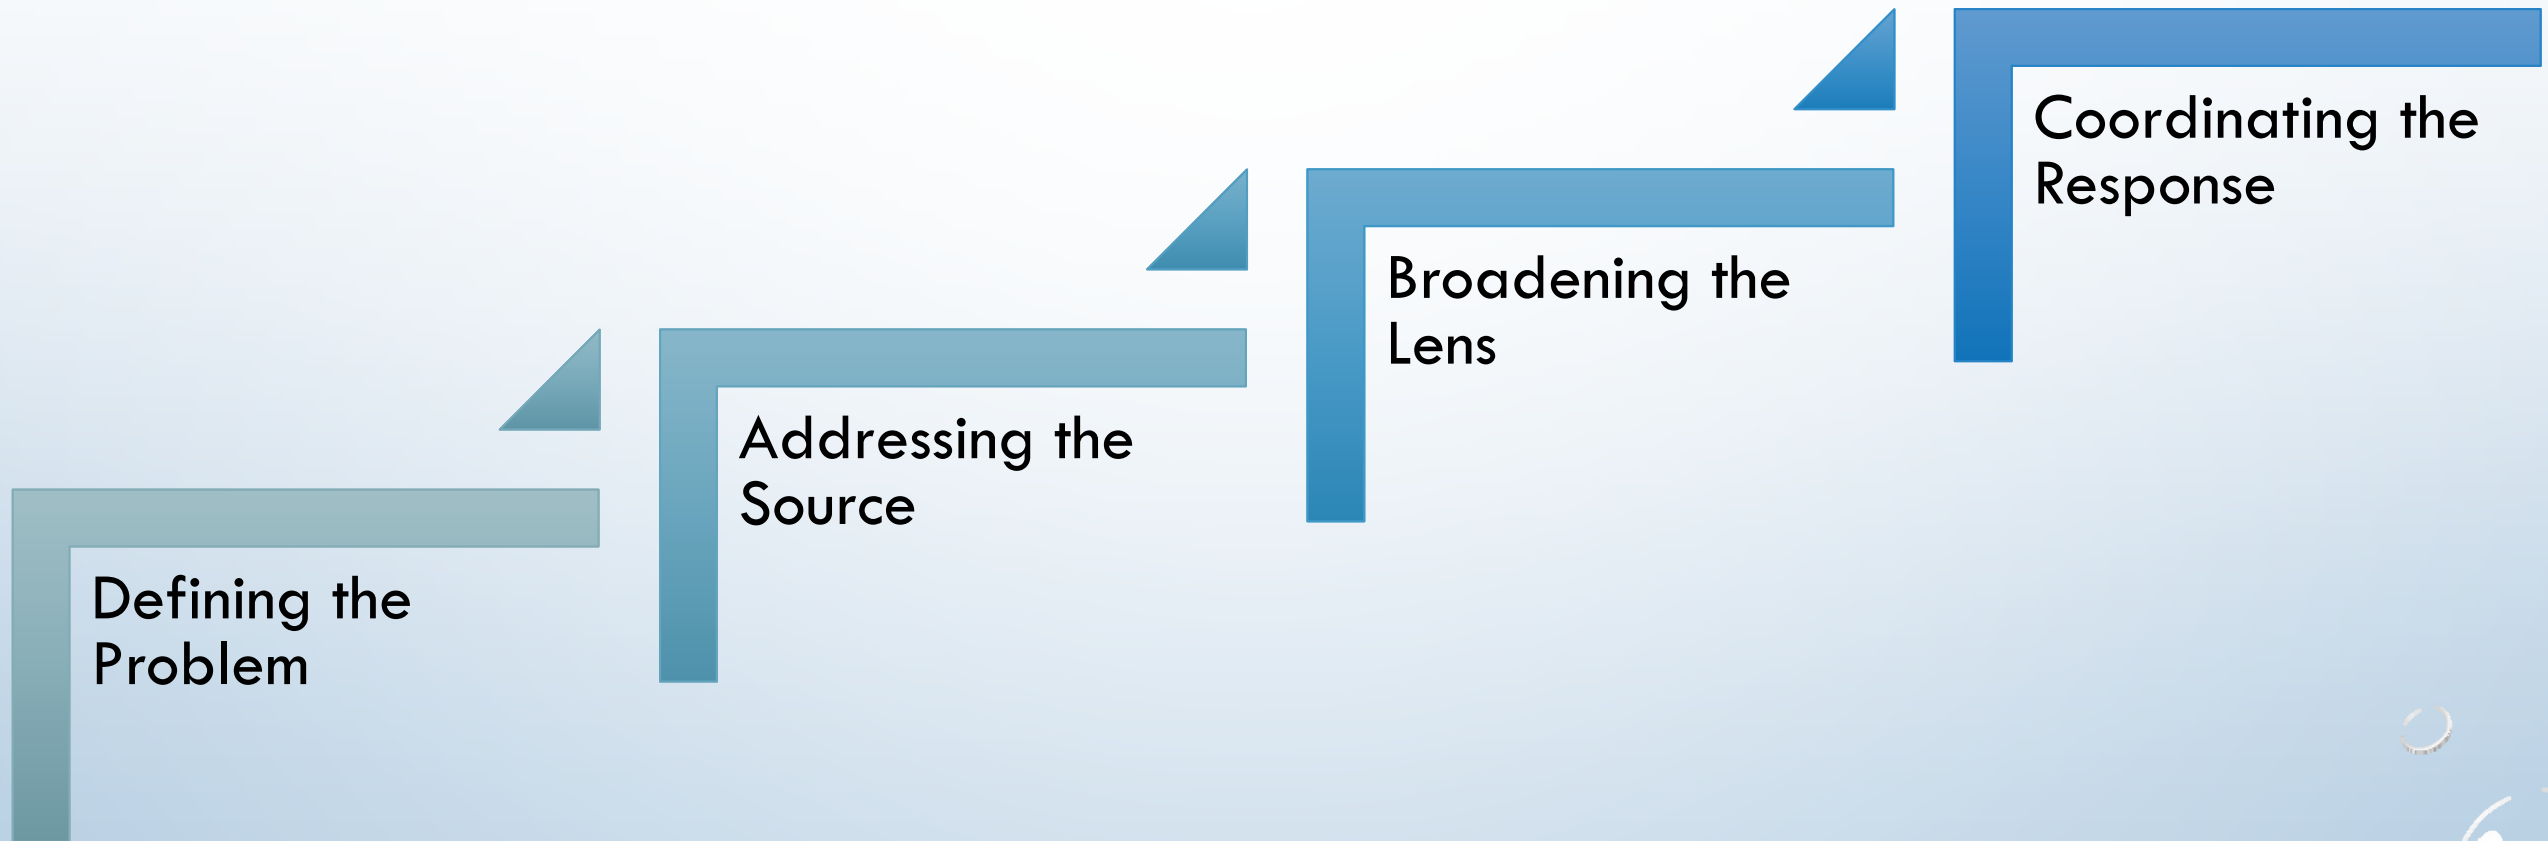 Defining the
Problem
Addressing the
Source
Broadening the
Lens
Coordinating the
Response